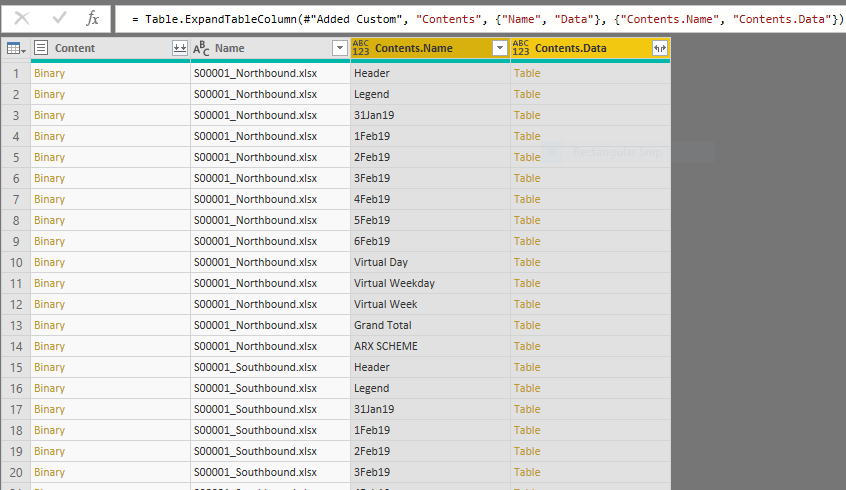 = Table.ExpandTableColumn(#"Added Custom", "Contents", {"Name", "Data"}, {"Contents.Name", "Contents.Data"})
Content ABC Name ABC 123 Contents.Name ABC 123 Contents.Data
1 Binary S00001_Northbound.xlsx Header Table
2 Binary S00001_Northbound.xlsx Legend Table
3 Binary S00001_Northbound.xlsx 31Jan19 Table
4 Binary S00001_Northbound.xlsx 1Feb19 Table
5 Binary S00001_Northbound.xlsx 2Feb19 Table
6 Binary S00001_Northbound.xlsx 3Feb19 Table
7 Binary S00001_Northbound.xlsx 4Feb19 Table
8 Binary S00001_Northbound.xlsx 5Feb19 Table
9 Binary S00001_Northbound.xlsx 6Feb19 Table
10 Binary S00001_Northbound.xlsx Virtual Day Table
11 Binary S00001_Northbound.xlsx Virtual Weekday Table
12 Binary S00001_Northbound.xlsx Virtual Week Table
13 Binary S00001_Northbound.xlsx Grand Total Table
14 Binary S00001_Northbound.xlsx ARX SCHEME Table
15 Binary S00001_Southbound.xlsx Header Table
16 Binary S00001_Southbound.xlsx Legend Table
17 Binary S00001_Southbound.xlsx 31Jan19 Table
18 Binary S00001_Southbound.xlsx 1Feb19 Table
19 Binary S00001_Southbound.xlsx 2Feb19 Table
20 Binary S00001_Southbound.xlsx 3Feb19 Table